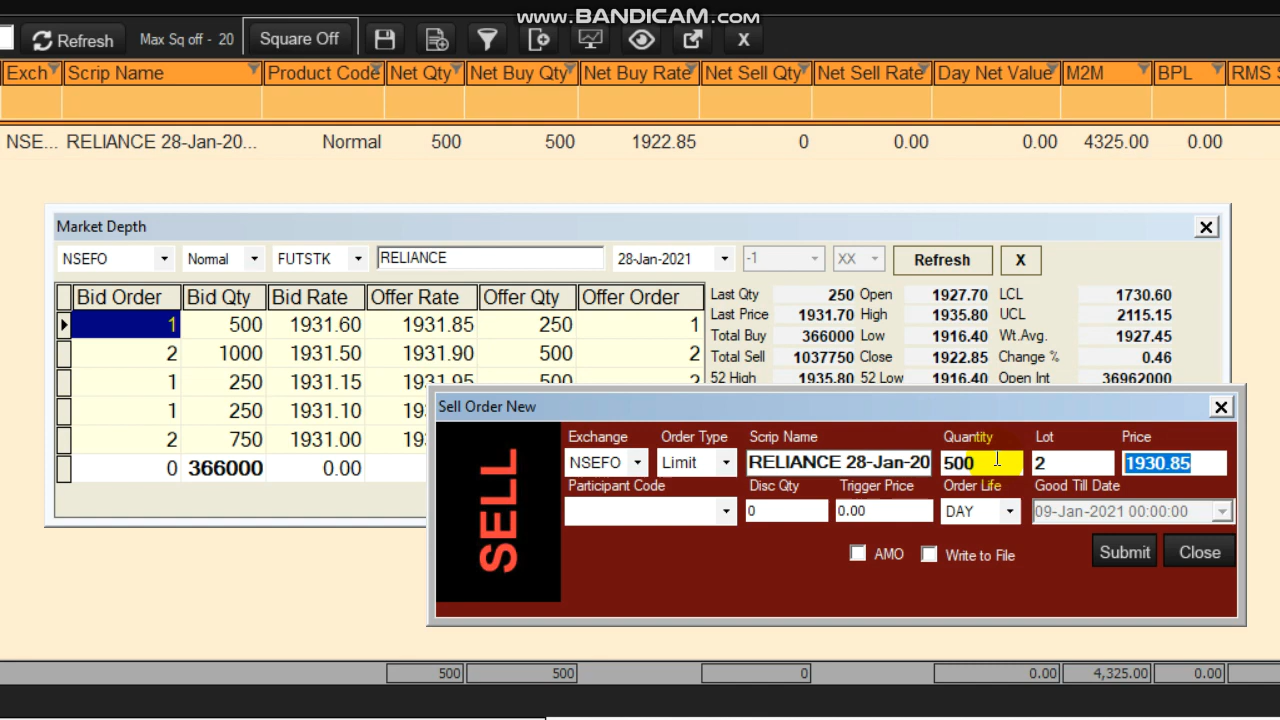 www.BANDICAM.com
Refresh Max Sq off - 20 Square Off X
Exch Scrip Name Product Code Net Qty Net Buy Qty Net Buy Rate Net Sell Qty Net Sell Rate Day Net Value M2M BPL RMS
NSE... RELIANCE 28-Jan-20... Normal 500 500 1922.85 0 0.00 0.00 4325.00 0.00
Market Depth
NSEFO Normal FUTSTK RELIANCE 28-Jan-2021 -1 XX Refresh X
Bid Order Bid Qty Bid Rate Offer Rate Offer Qty Offer Order Last Qty 250 Open 1927.70 LCL 1730.60
1 500 1931.60 1931.85 250 1 Last Price 1931.70 High 1935.80 UCL 2115.15
Total Buy 366000 Low 1916.40 Wt.Avg. 1927.45
2 1000 1931.50 1931.90 500 2 Total Sell 1037750 Close 1922.85 Change % 0.46
1 250 1931.15 1931.95 500 2 52 High 1935.80 52 Low 1916.40 Open Int 36962000
1 250 1931.10 19
2 750 1931.00 19
0 366000 0.00
Sell Order New
SELL
Exchange Order Type Scrip Name Quantity Lot Price
NSEFO Limit RELIANCE 28-Jan-20 500 2 1930.85
Participant Code Disc Qty Trigger Price Order Life Good Till Date
0 0.00 DAY 09-Jan-2021 00:00:00
AMO Write to File Submit Close
500 500 0 0.00 4,325.00 0.00